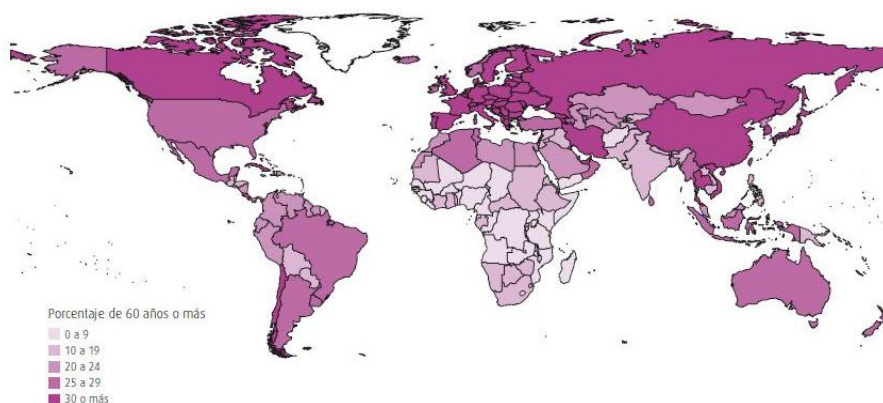 Porcentaje de 60 años o más
0 a 9
10 a 19
20 a 24
25 a 29
30 o más